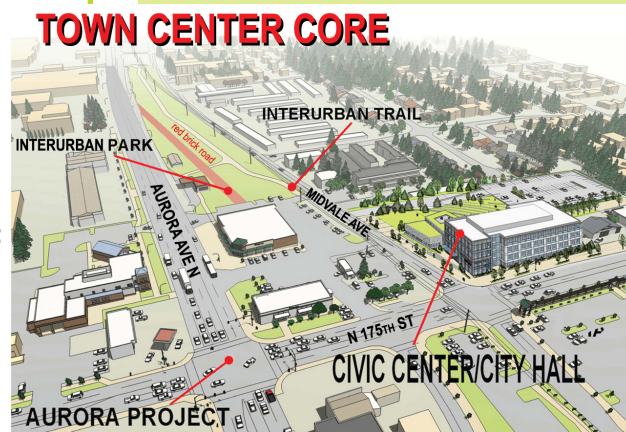 TOWN CENTER CORE
INTERURBAN TRAIL
red brick road
INTERURBAN PARK
AURORA AVE N
MIDVALE AVE.
N 175TH ST
CIVIC CENTER/CITY HALL
AURORA PROJECT